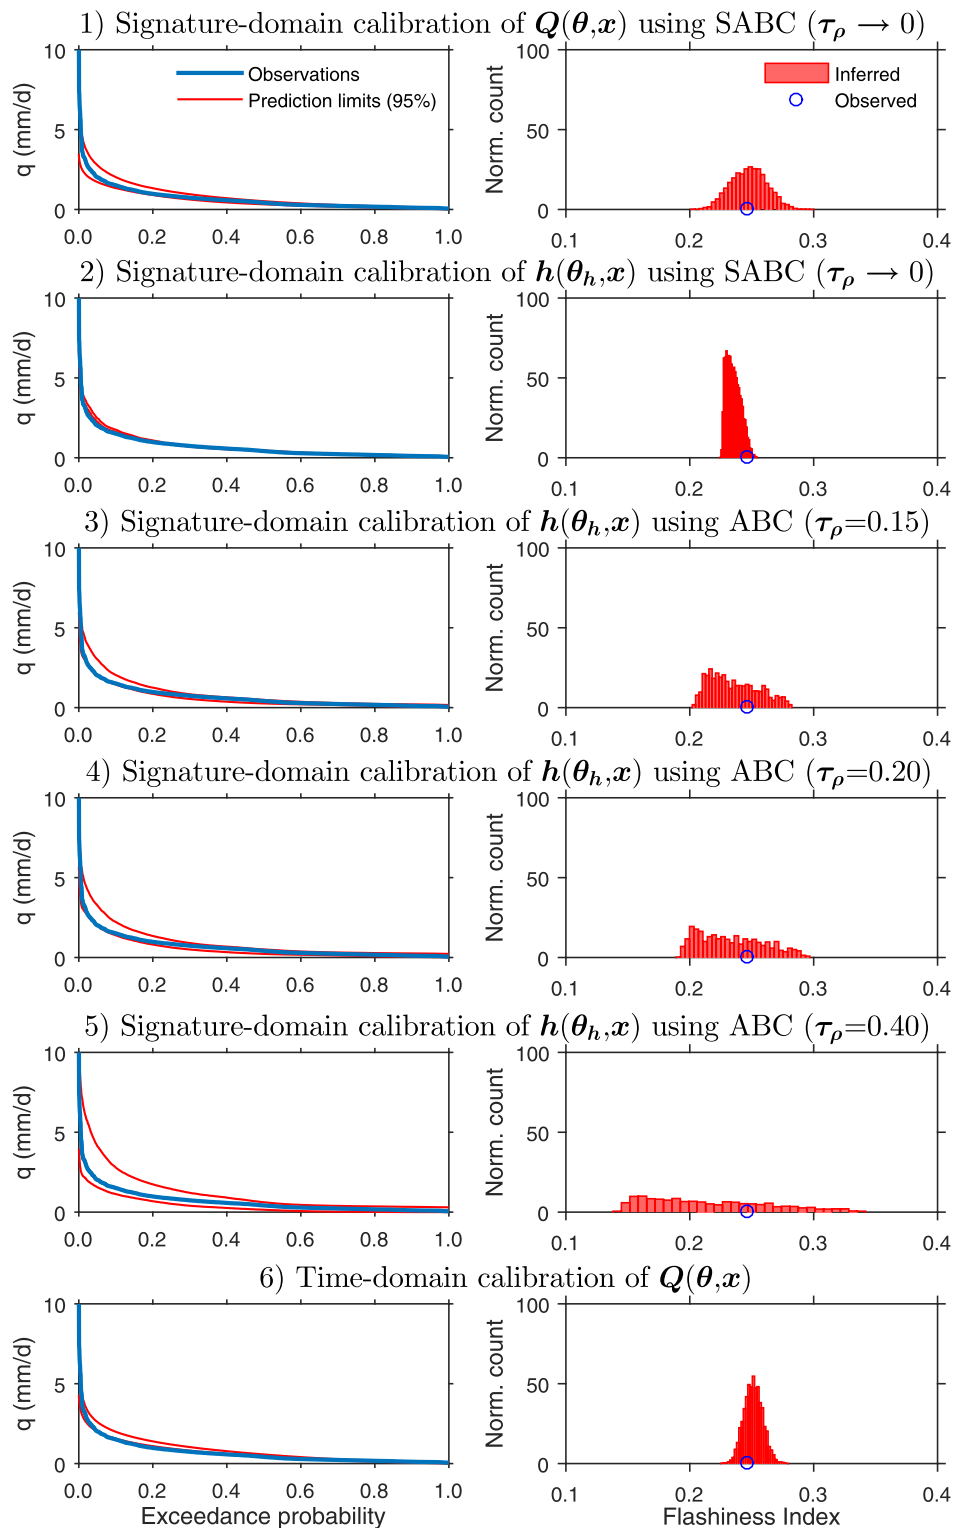 1) Signature-domain calibration of Q(θ,x) using SABC (τρ → 0)
10
5
0
q (mm/d)
Observations
Prediction limits (95%)
0.0 0.2 0.4 0.6 0.8 1.0
100
50
0
Norm. count
Inferred
Observed
0.1 0.2 0.3 0.4
2) Signature-domain calibration of h(θh,x) using SABC (τρ → 0)
10
5
0
q (mm/d)
0.0 0.2 0.4 0.6 0.8 1.0
100
50
0
Norm. count
0.1 0.2 0.3 0.4
3) Signature-domain calibration of h(θh,x) using ABC (τρ=0.15)
10
5
0
q (mm/d)
0.0 0.2 0.4 0.6 0.8 1.0
100
50
0
Norm. count
0.1 0.2 0.3 0.4
4) Signature-domain calibration of h(θh,x) using ABC (τρ=0.20)
10
5
0
q (mm/d)
0.0 0.2 0.4 0.6 0.8 1.0
100
50
0
Norm. count
0.1 0.2 0.3 0.4
5) Signature-domain calibration of h(θh,x) using ABC (τρ=0.40)
10
5
0
q (mm/d)
0.0 0.2 0.4 0.6 0.8 1.0
100
50
0
Norm. count
0.1 0.2 0.3 0.4
6) Time-domain calibration of Q(θ,x)
10
5
0
q (mm/d)
0.0 0.2 0.4 0.6 0.8 1.0
Exceedance probability
100
50
0
Norm. count
0.1 0.2 0.3 0.4
Flashiness Index